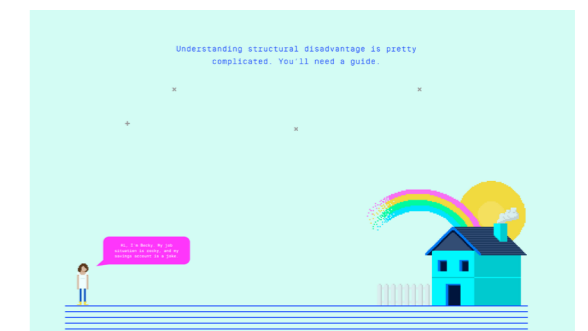 Understanding structural disadvantage is pretty
complicated. You'll need a guide.
Hi, I'm Becky. My job
situation is sucky, and my
savings account is a joke.